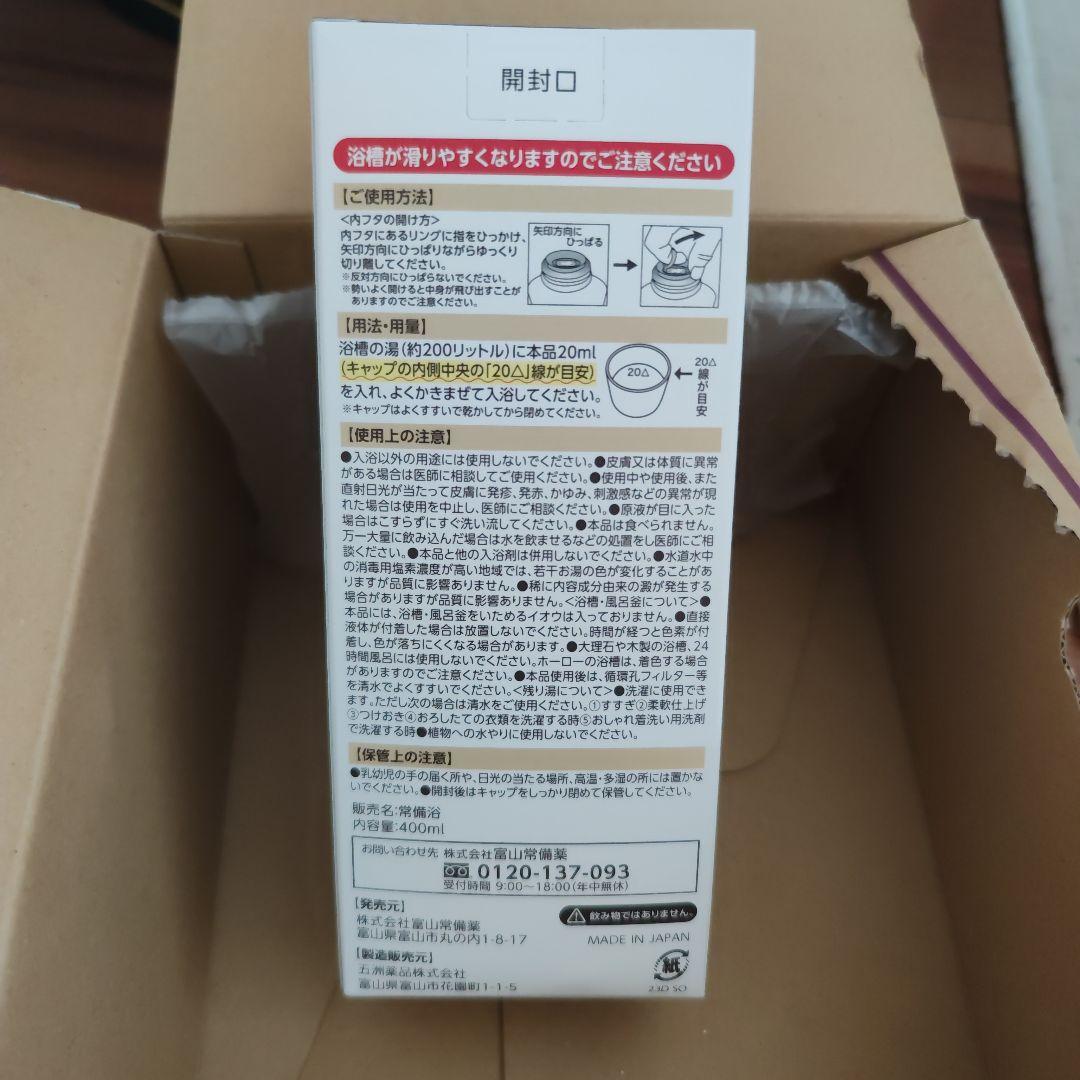 開封口
浴槽が滑りやすくなりますのでご注意ください
【ご使用方法】
<内フタの開け方>
内フタにあるリングに指をひっかけ、
矢印方向にひっぱりながらゆっくり
切り離してください。
※反対方向にひっぱらないでください。
※勢いよく開けると中身が飛び出すことが
ありますのでご注意ください。
矢印方向に
ひっぱる
【用法・用量】
浴槽の湯(約200リットル)に本品20ml
(キャップの内側中央の「20△」線が目安)
を入れ、よくかきまぜて入浴してください。
※キャップはよくすすいで乾かしてから閉めてください。
20△
20△
線が目安
【使用上の注意】
●入浴以外の用途には使用しないでください。●皮膚又は体質に異常
がある場合は医師に相談してご使用ください。●使用中や使用後、また
直射日光が当たって皮膚に発疹、発赤、かゆみ、刺激感などの異常が現
れた場合は使用を中止し、医師にご相談ください。●原液が目に入った
場合はこすらずにすぐ洗い流してください。●本品は食べられません。
万一大量に飲み込んだ場合は水を飲ませるなどの処置をし医師にご相
談ください。●本品と他の入浴剤は併用しないでください。●水道水中
の消毒用塩素濃度が高い地域では、若干お湯の色が変化することがあ
りますが品質に影響ありません。●稀に内容成分由来の澱が発生する
場合がありますが品質に影響ありません。<浴槽・風呂釜について>●
本品には、浴槽・風呂釜をいためるイオウは入っておりません。●直接
液体が付着した場合は放置しないでください。時間が経つと色素が付
着し、色が落ちにくくなる場合があります。●大理石や木製の浴槽、24
時間風呂には使用しないでください。ホーローの浴槽は、着色する場合
がありますのでご注意ください。●本品使用後は、循環孔フィルター等
を清水でよくすすいでください。<残り湯について>●洗濯に使用でき
ます。ただし次の場合は清水をご使用ください。①すすぎ②柔軟仕上げ
③つけおき④おろしたての衣類を洗濯する時⑤おしゃれ着洗い用洗剤
で洗濯する時●植物への水やりに使用しないでください。
【保管上の注意】
●乳幼児の手の届く所や、日光の当たる場所、高温・多湿の所には置かな
いでください。●開封後はキャップをしっかり閉めて保管してください。
販売名:常備浴
内容量:400ml
お問い合わせ先 株式会社富山常備薬
0120-137-093
受付時間 9:00〜18:00(年中無休)
【発売元】
株式会社富山常備薬
富山県富山市丸の内1-8-17
飲み物ではありません。
MADE IN JAPAN
【製造販売元】
五洲薬品株式会社
富山県富山市花園町1-1-5
紙
23D SO